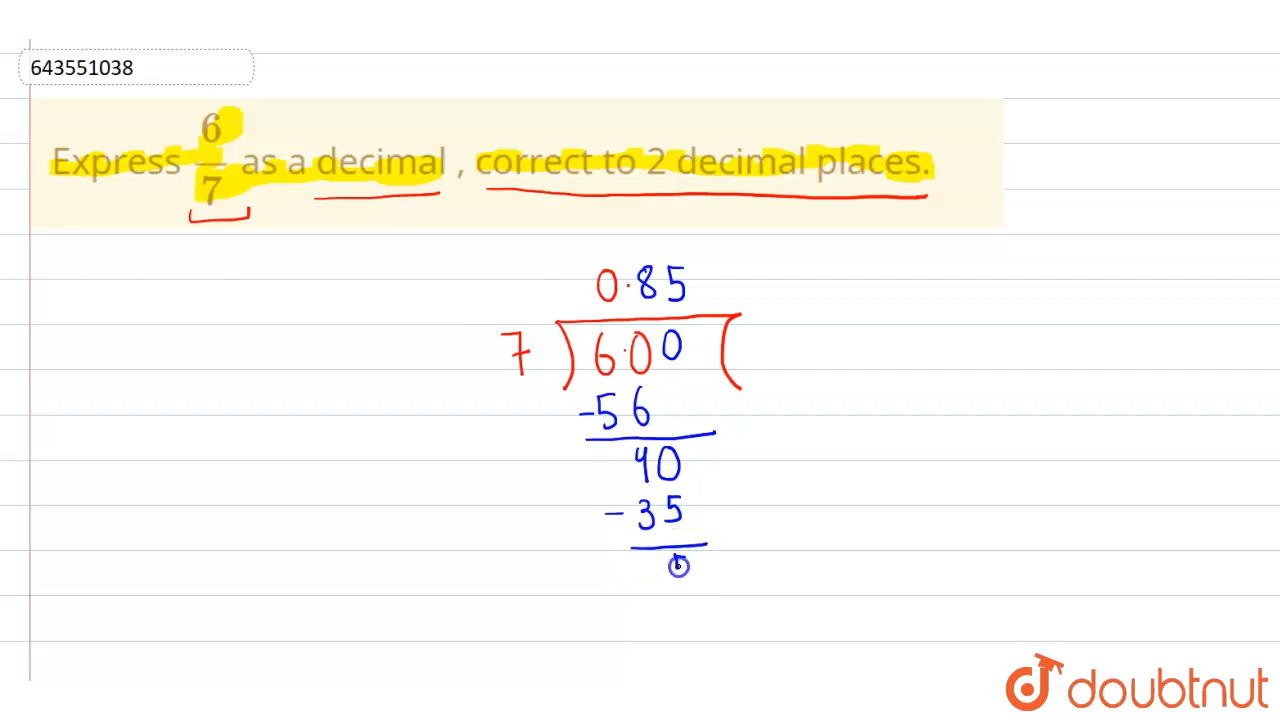 643551038
Express 6/7 as a decimal , correct to 2 decimal places.
0.85
7 ) 6.00 (
-56
40
-35
doubtnut